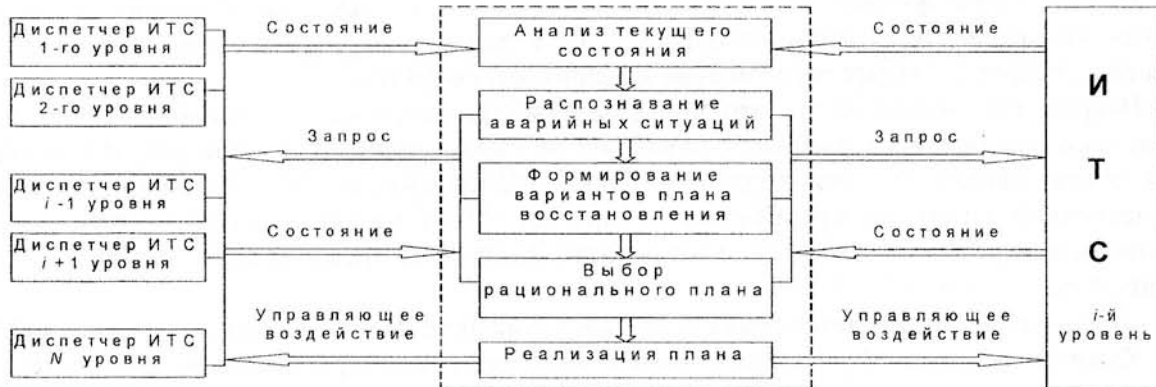 Диспетчер ИТС
1-го уровня
Диспетчер ИТС
2-го уровня
Диспетчер ИТС
i-1 уровня
Диспетчер ИТС
i+1 уровня
Диспетчер ИТС
N уровня
Состояние
Запрос
Состояние
Управляющее
воздействие
Анализ текущего
состояния
Распознавание
аварийных ситуаций
Формирование
вариантов плана
восстановления
Выбор
рационального плана
Реализация плана
Состояние
Запрос
Состояние
Управляющее
воздействие
И
Т
С
i-й
уровень